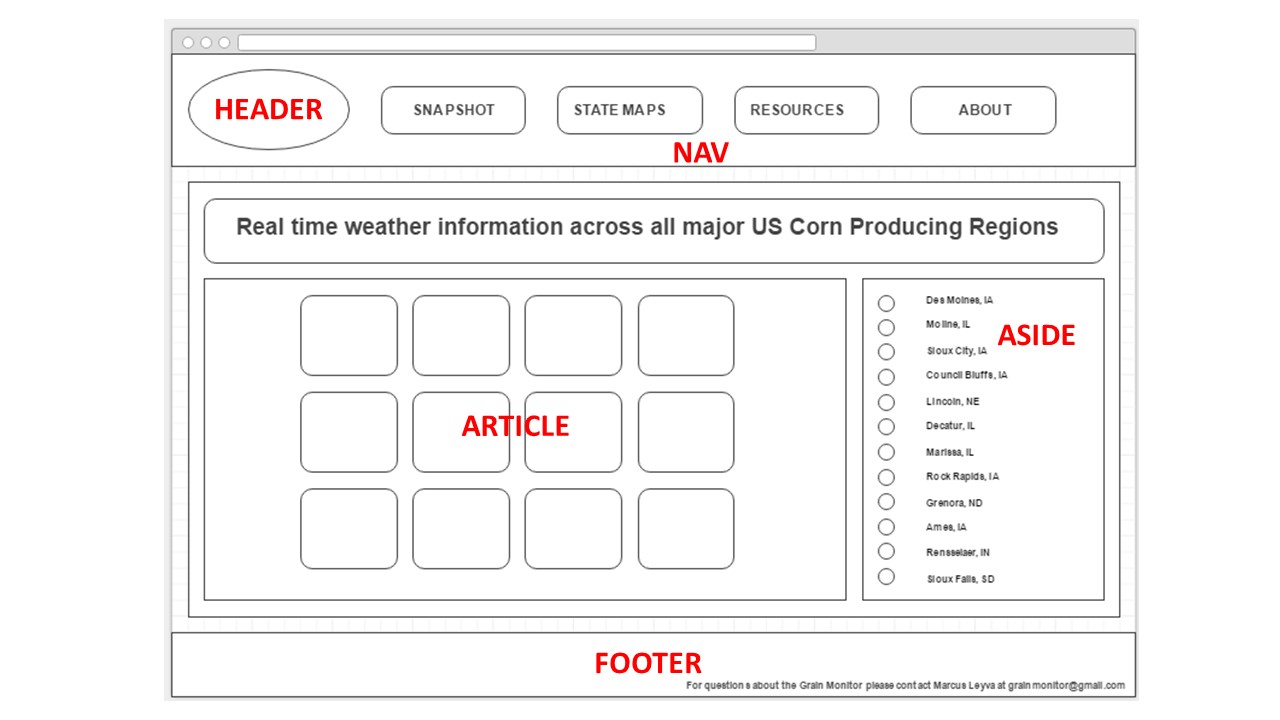 HEADER
SNAPSHOT
STATE MAPS
RESOURCES
ABOUT
NAV
Real time weather information across all major US Corn Producing Regions
Des Moines, IA
Moline, IL
ASIDE
Sioux City, IA
Council Bluffs, IA
Lincoln, NE
Decatur, IL
Marissa, IL
Rock Rapids, IA
Grenora, ND
Ames, IA
Rensselaer, IN
Sioux Falls, SD
ARTICLE
FOOTER
For questions about the Grain Monitor please contact Marcus Leyva at grainmonitor@gmail.com